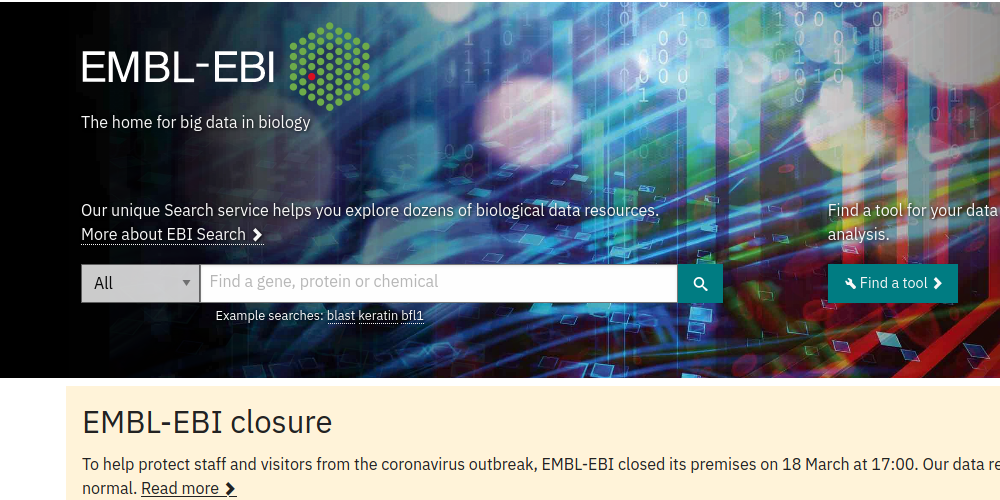 EMBL-EBI
The home for big data in biology
Our unique Search service helps you explore dozens of biological data resources.
More about EBI Search
Find a tool for your data
analysis.
All
Find a gene, protein or chemical
Find a tool
Example searches: blast keratin bfl1
EMBL-EBI closure
To help protect staff and visitors from the coronavirus outbreak, EMBL-EBI closed its premises on 18 March at 17:00. Our data re
normal. Read more